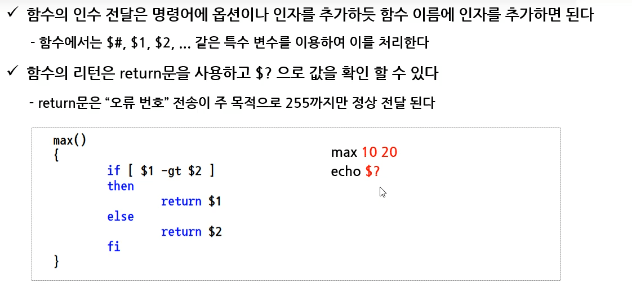 ✓ 함수의 인수 전달은 명령어에 옵션이나 인자를 추가하듯 함수 이름에 인자를 추가하면 된다
- 함수에서는 $#, $1, $2, ... 같은 특수 변수를 이용하여 이를 처리한다
✓ 함수의 리턴은 return문을 사용하고 $? 으로 값을 확인 할 수 있다
- return문은 “오류 번호” 전송이 주 목적으로 255까지만 정상 전달 된다
max()
{
if [ $1 -gt $2 ]
then
return $1
else
return $2
fi
}
max 10 20
echo $?